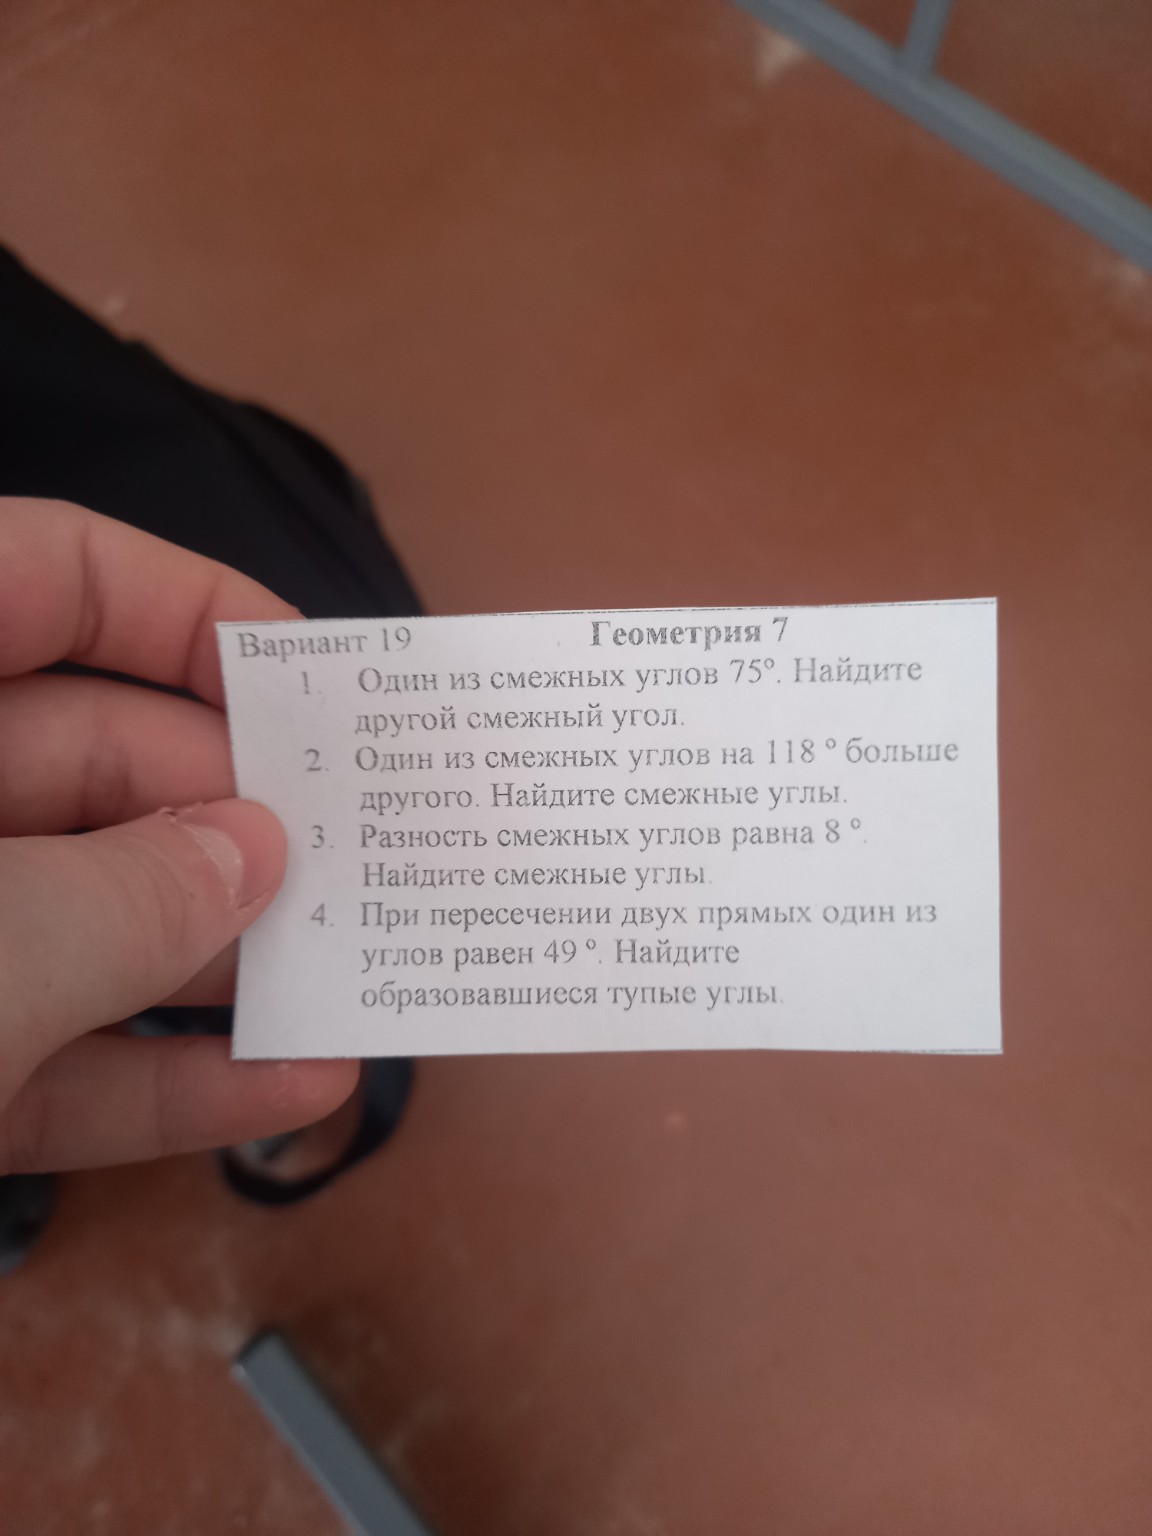 Вариант 19 Геометрия 7
1. Один из смежных углов 75°. Найдите
другой смежный угол.
2. Один из смежных углов на 118 ° больше
другого. Найдите смежные углы.
3. Разность смежных углов равна 8 °.
Найдите смежные углы.
4. При пересечении двух прямых один из
углов равен 49 °. Найдите
образовавшиеся тупые углы.